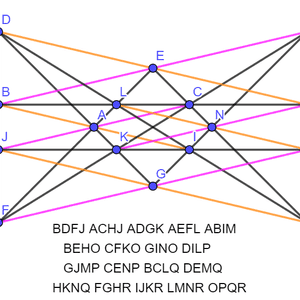 D
E
B L C
A N
J K I
G
F
BDFJ ACHJ ADGK AEFL ABIM
BEHO CFKO GINO DILP
GJMP CENP BCLQ DEMQ
HKNQ FGHR IJKR LMNR OPQR